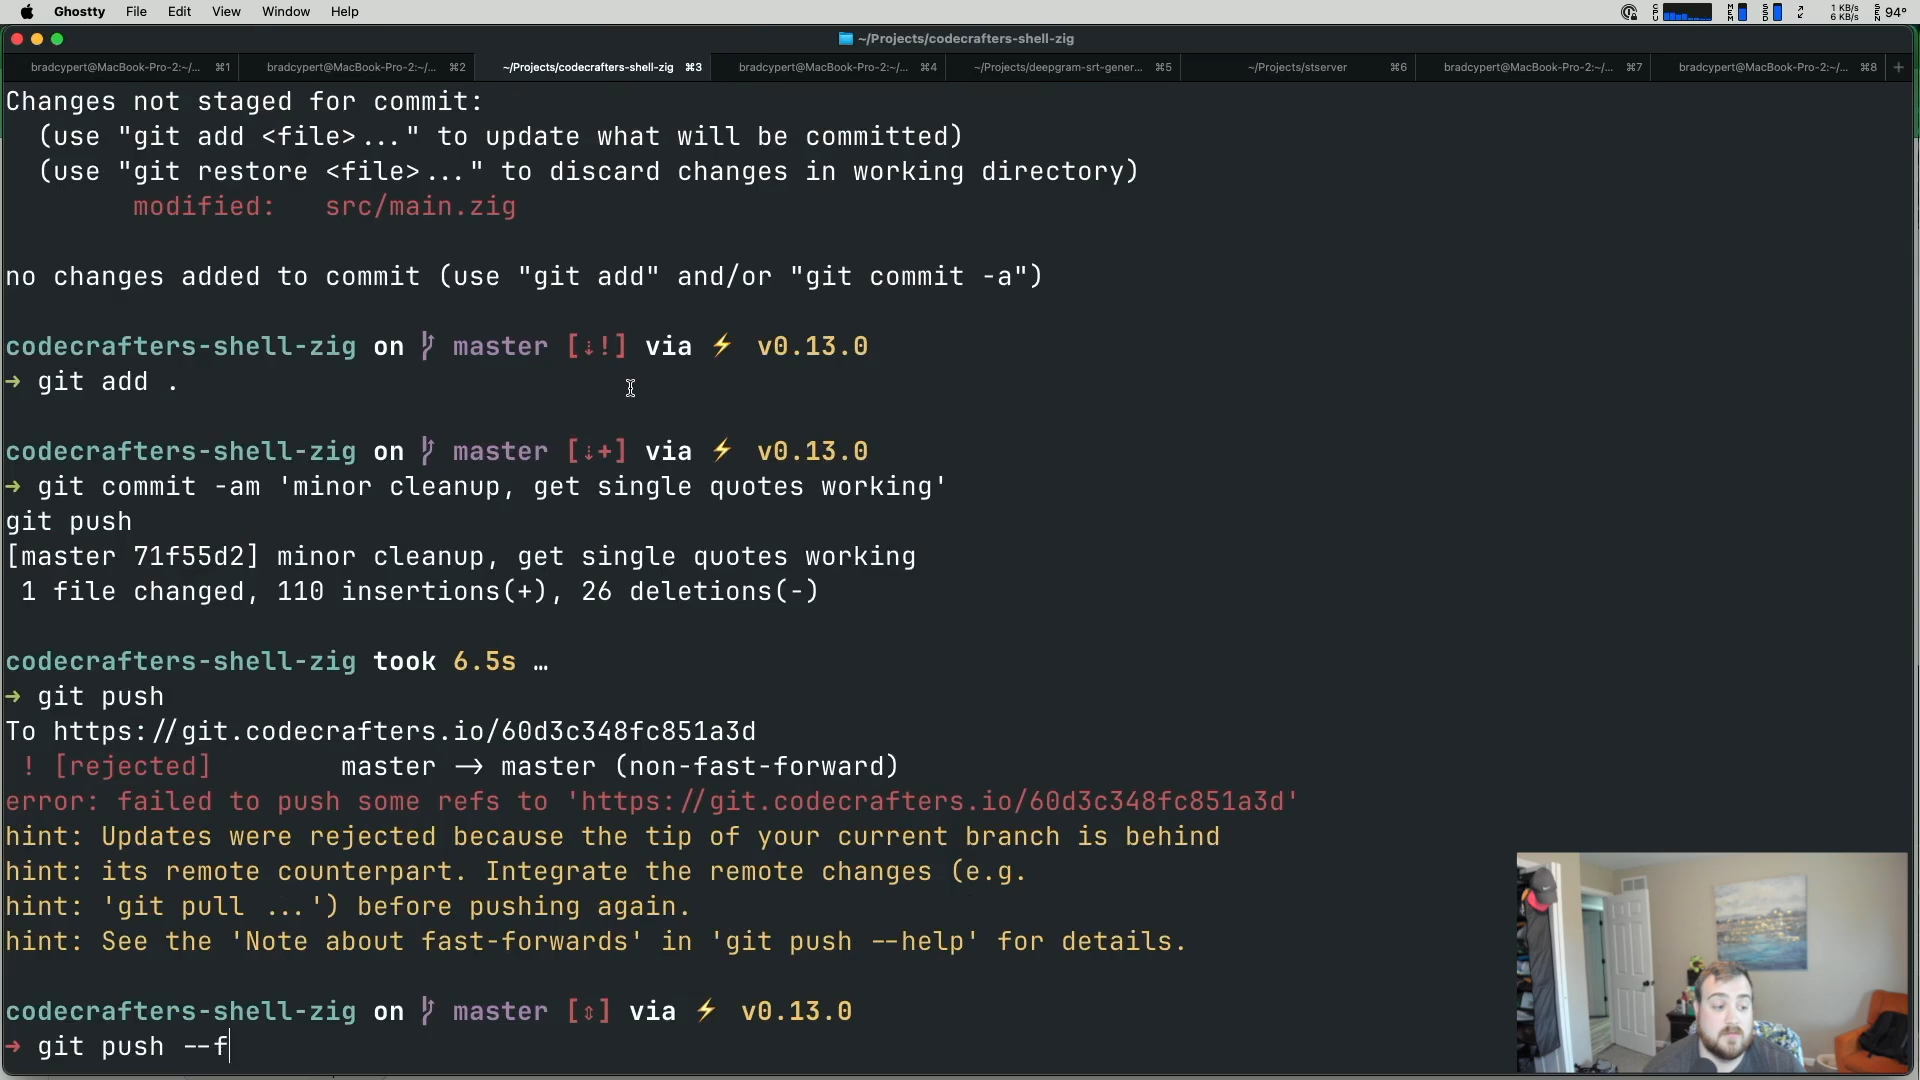 Ghostty File Edit View Window Help
CPU MEM SSD 1 KB/s 6 KB/s SEN 94°
~/Projects/codecrafters-shell-zig
bradcypert@MacBook-Pro-2:~/... ⌘1 bradcypert@MacBook-Pro-2:~/... ⌘2 ~/Projects/codecrafters-shell-zig ⌘3 bradcypert@MacBook-Pro-2:~/... ⌘4 ~/Projects/deepgram-srt-gener... ⌘5 ~/Projects/stserver ⌘6 bradcypert@MacBook-Pro-2:~/... ⌘7 bradcypert@MacBook-Pro-2:~/... ⌘8 +
Changes not staged for commit:
(use "git add <file>..." to update what will be committed)
(use "git restore <file>..." to discard changes in working directory)
modified: src/main.zig
no changes added to commit (use "git add" and/or "git commit -a")
codecrafters-shell-zig on master [⇣!] via ⚡ v0.13.0
➜ git add .
codecrafters-shell-zig on master [⇣+] via ⚡ v0.13.0
➜ git commit -am 'minor cleanup, get single quotes working'
git push
[master 71f55d2] minor cleanup, get single quotes working
1 file changed, 110 insertions(+), 26 deletions(-)
codecrafters-shell-zig took 6.5s …
➜ git push
To https://git.codecrafters.io/60d3c348fc851a3d
! [rejected] master -> master (non-fast-forward)
error: failed to push some refs to 'https://git.codecrafters.io/60d3c348fc851a3d'
hint: Updates were rejected because the tip of your current branch is behind
hint: its remote counterpart. Integrate the remote changes (e.g.
hint: 'git pull ...') before pushing again.
hint: See the 'Note about fast-forwards' in 'git push --help' for details.
codecrafters-shell-zig on master [⇕] via ⚡ v0.13.0
➜ git push --f